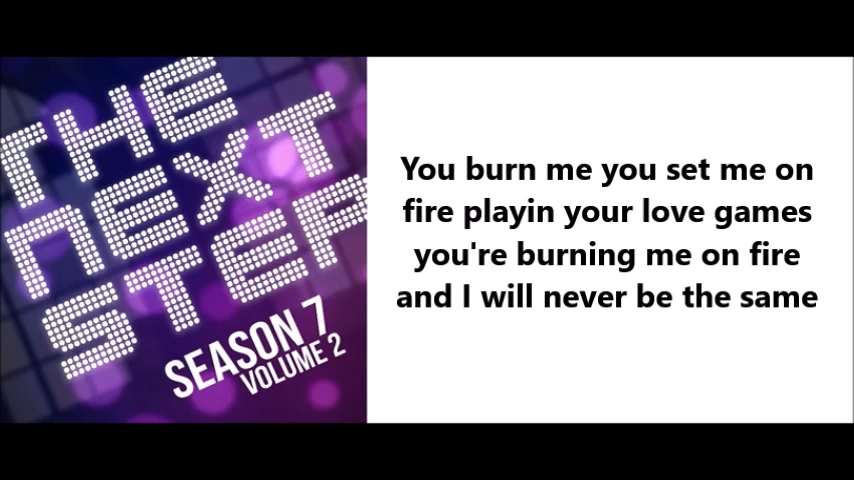 THE
NEXT
STEP
SEASON 7
VOLUME 2
You burn me you set me on
fire playin your love games
you're burning me on fire
and I will never be the same